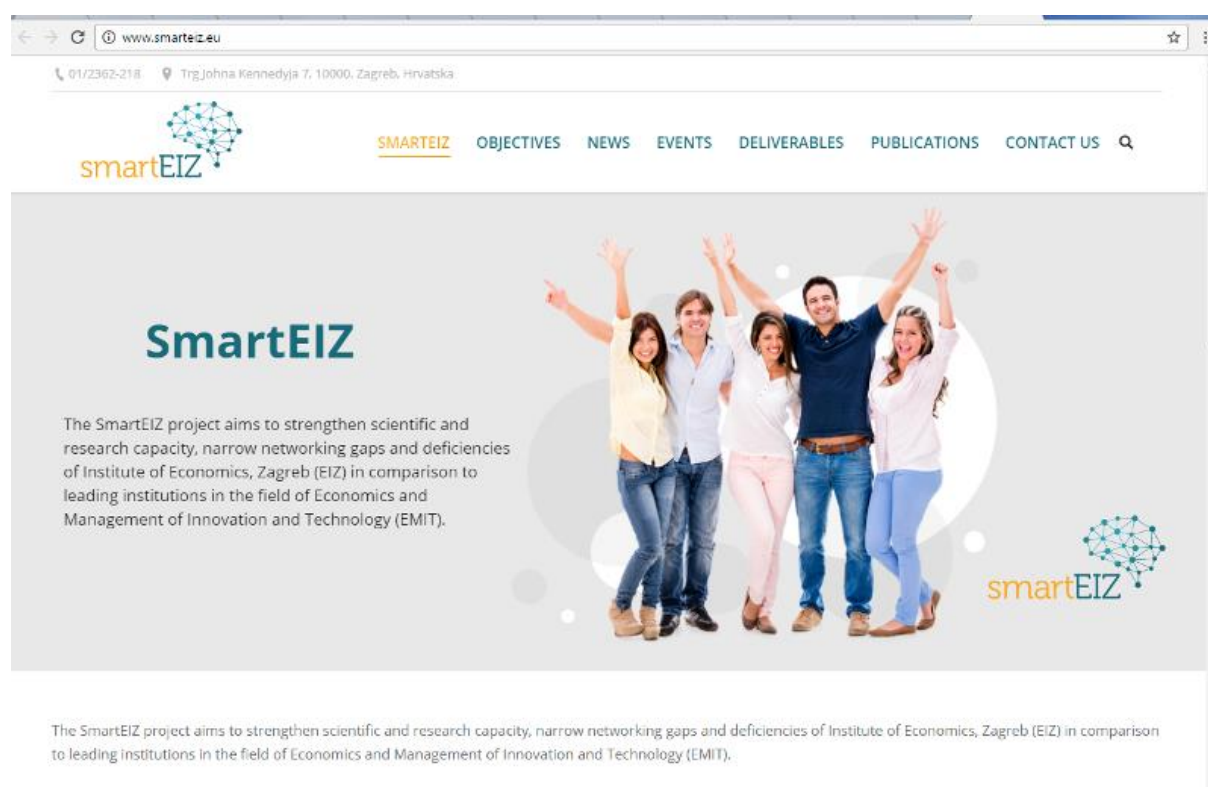 www.smarteiz.eu
01/2362-218 Trg Johna Kennedyja 7, 10000, Zagreb, Hrvatska
smartEIZ
SMARTEIZ OBJECTIVES NEWS EVENTS DELIVERABLES PUBLICATIONS CONTACT US
SmartEIZ
The SmartEIZ project aims to strengthen scientific and
research capacity, narrow networking gaps and deficiencies
of Institute of Economics, Zagreb (EIZ) in comparison to
leading institutions in the field of Economics and
Management of Innovation and Technology (EMIT).
smartEIZ
The SmartEIZ project aims to strengthen scientific and research capacity, narrow networking gaps and deficiencies of Institute of Economics, Zagreb (EIZ) in comparison
to leading institutions in the field of Economics and Management of Innovation and Technology (EMIT).